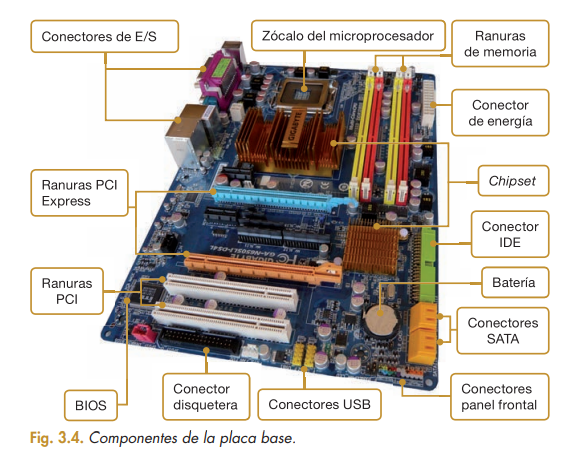 Conectores de E/S
Zócalo del microprocesador
Ranuras
de memoria
Conector
de energía
Chipset
Ranuras PCI
Express
Conector
IDE
Batería
Ranuras
PCI
Conectores
SATA
BIOS
Conector
disquetera
Conectores USB
Conectores
panel frontal
GIGABYTE
Fig. 3.4. Componentes de la placa base.